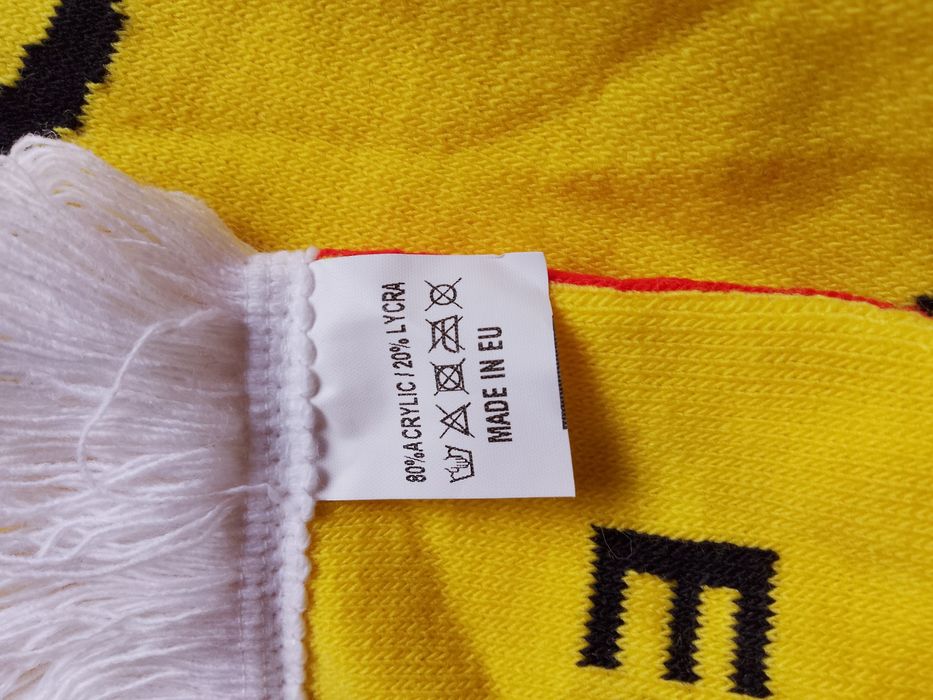 80%ACRYLIC / 20% LYCRA
MADE IN EU
E